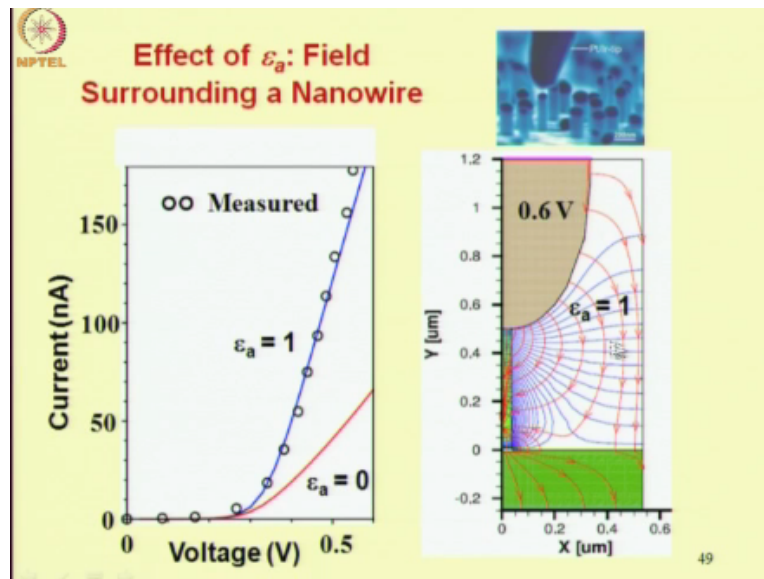 NPTEL
Effect of εₐ: Field
Surrounding a Nanowire
Measured
150
100
50
0
Current (nA)
εₐ = 1
εₐ = 0
0
0.5
Voltage (V)
1.2
1
0.8
0.6
0.4
0.2
0
-0.2
Y [um]
0.6 V
εₐ = 1
0
0.2
0.4
0.6
X [um]
49